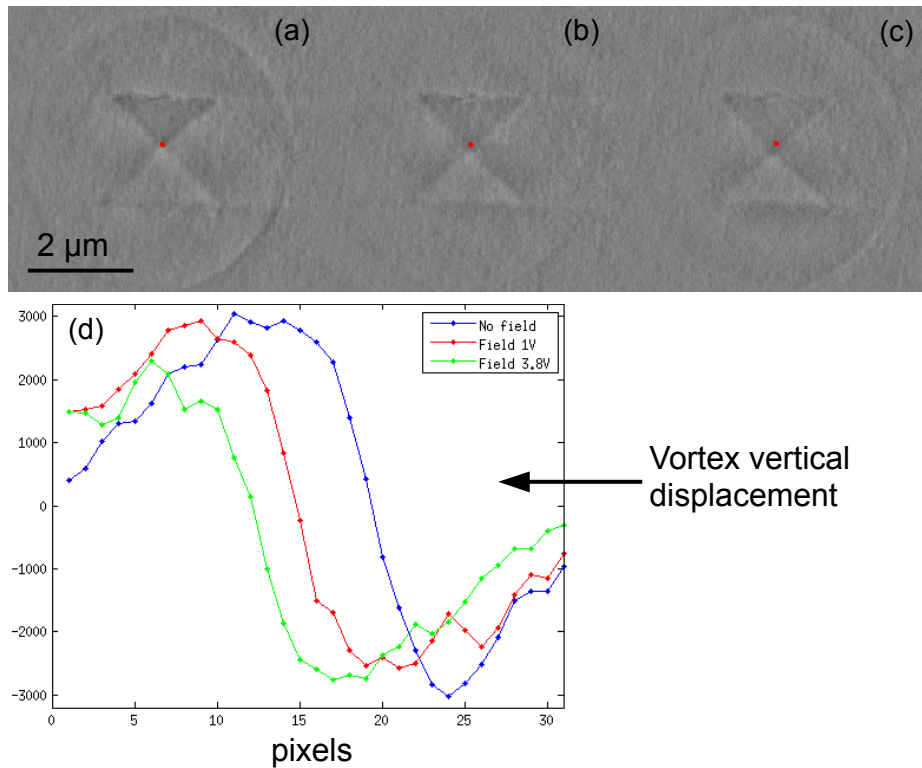 (a)
(b)
(c)
2 µm
(d)
No field
Field 1V
Field 3.8V
3000
2000
1000
0
-1000
-2000
-3000
0
5
10
15
20
25
30
pixels
Vortex vertical
displacement